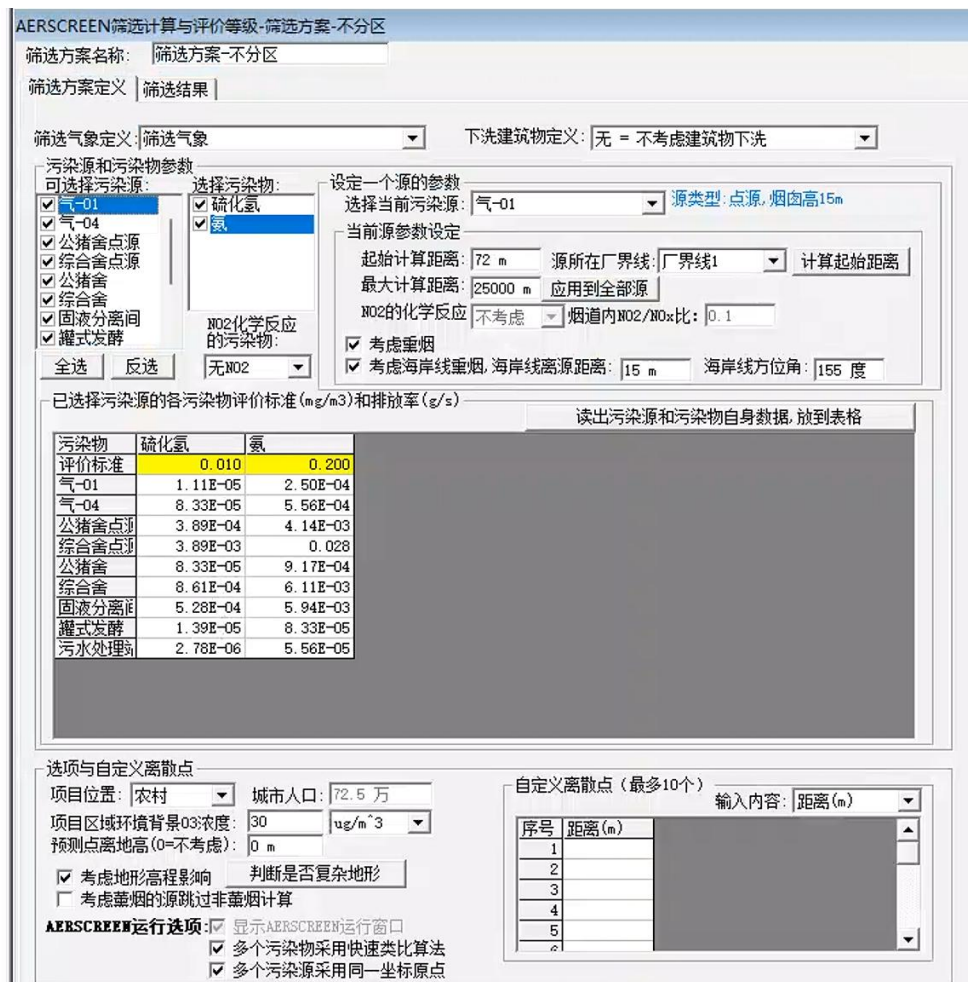 AERSCREEN筛选计算与评价等级-筛选方案-不分区
筛选方案名称: 筛选方案-不分区
筛选方案定义 筛选结果
筛选气象定义: 筛选气象 下洗建筑物定义: 无 = 不考虑建筑物下洗
污染源和污染物参数
可选择污染源: 选择污染物: 设定一个源的参数
气-01 硫化氢 选择当前污染源: 气-01 源类型:点源,烟囱高15m
气-04 氨
公猪舍点源 当前源参数设定
综合舍点源 起始计算距离: 72 m 源所在厂界线: 厂界线1 计算起始距离
公猪舍 最大计算距离: 25000 m 应用到全部源
综合舍
固液分离间 NO2化学反应的污染物: NO2的化学反应 不考虑 烟道内NO2/NOx比: 0.1
罐式发酵 考虑重烟
全选 反选 无NO2 考虑海岸线重烟,海岸线离源距离: 15 m 海岸线方位角: 155 度
已选择污染源的各污染物评价标准(mg/m3)和排放率(g/s)
读出污染源和污染物自身数据,放到表格
污染物 硫化氢 氨
评价标准 0.010 0.200
气-01 1.11E-05 2.50E-04
气-04 8.33E-05 5.56E-04
公猪舍点源 3.89E-04 4.14E-03
综合舍点源 3.89E-03 0.028
公猪舍 8.33E-05 9.17E-04
综合舍 8.61E-04 6.11E-03
固液分离间 5.28E-04 5.94E-03
罐式发酵 1.39E-05 8.33E-05
污水处理站 2.78E-06 5.56E-05
选项与自定义离散点
项目位置: 农村 城市人口: 72.5 万
项目区域环境背景O3浓度: 30 ug/m^3
预测点离地高(0=不考虑): 0 m
考虑地形高程影响 判断是否复杂地形
考虑薰烟的源跳过非薰烟计算
AERSCREEN运行选项: 显示AERSCREEN运行窗口
多个污染物采用快速类比算法
多个污染源采用同一坐标原点
自定义离散点(最多10个)
输入内容: 距离(m)
序号 距离(m)
1
2
3
4
5
6